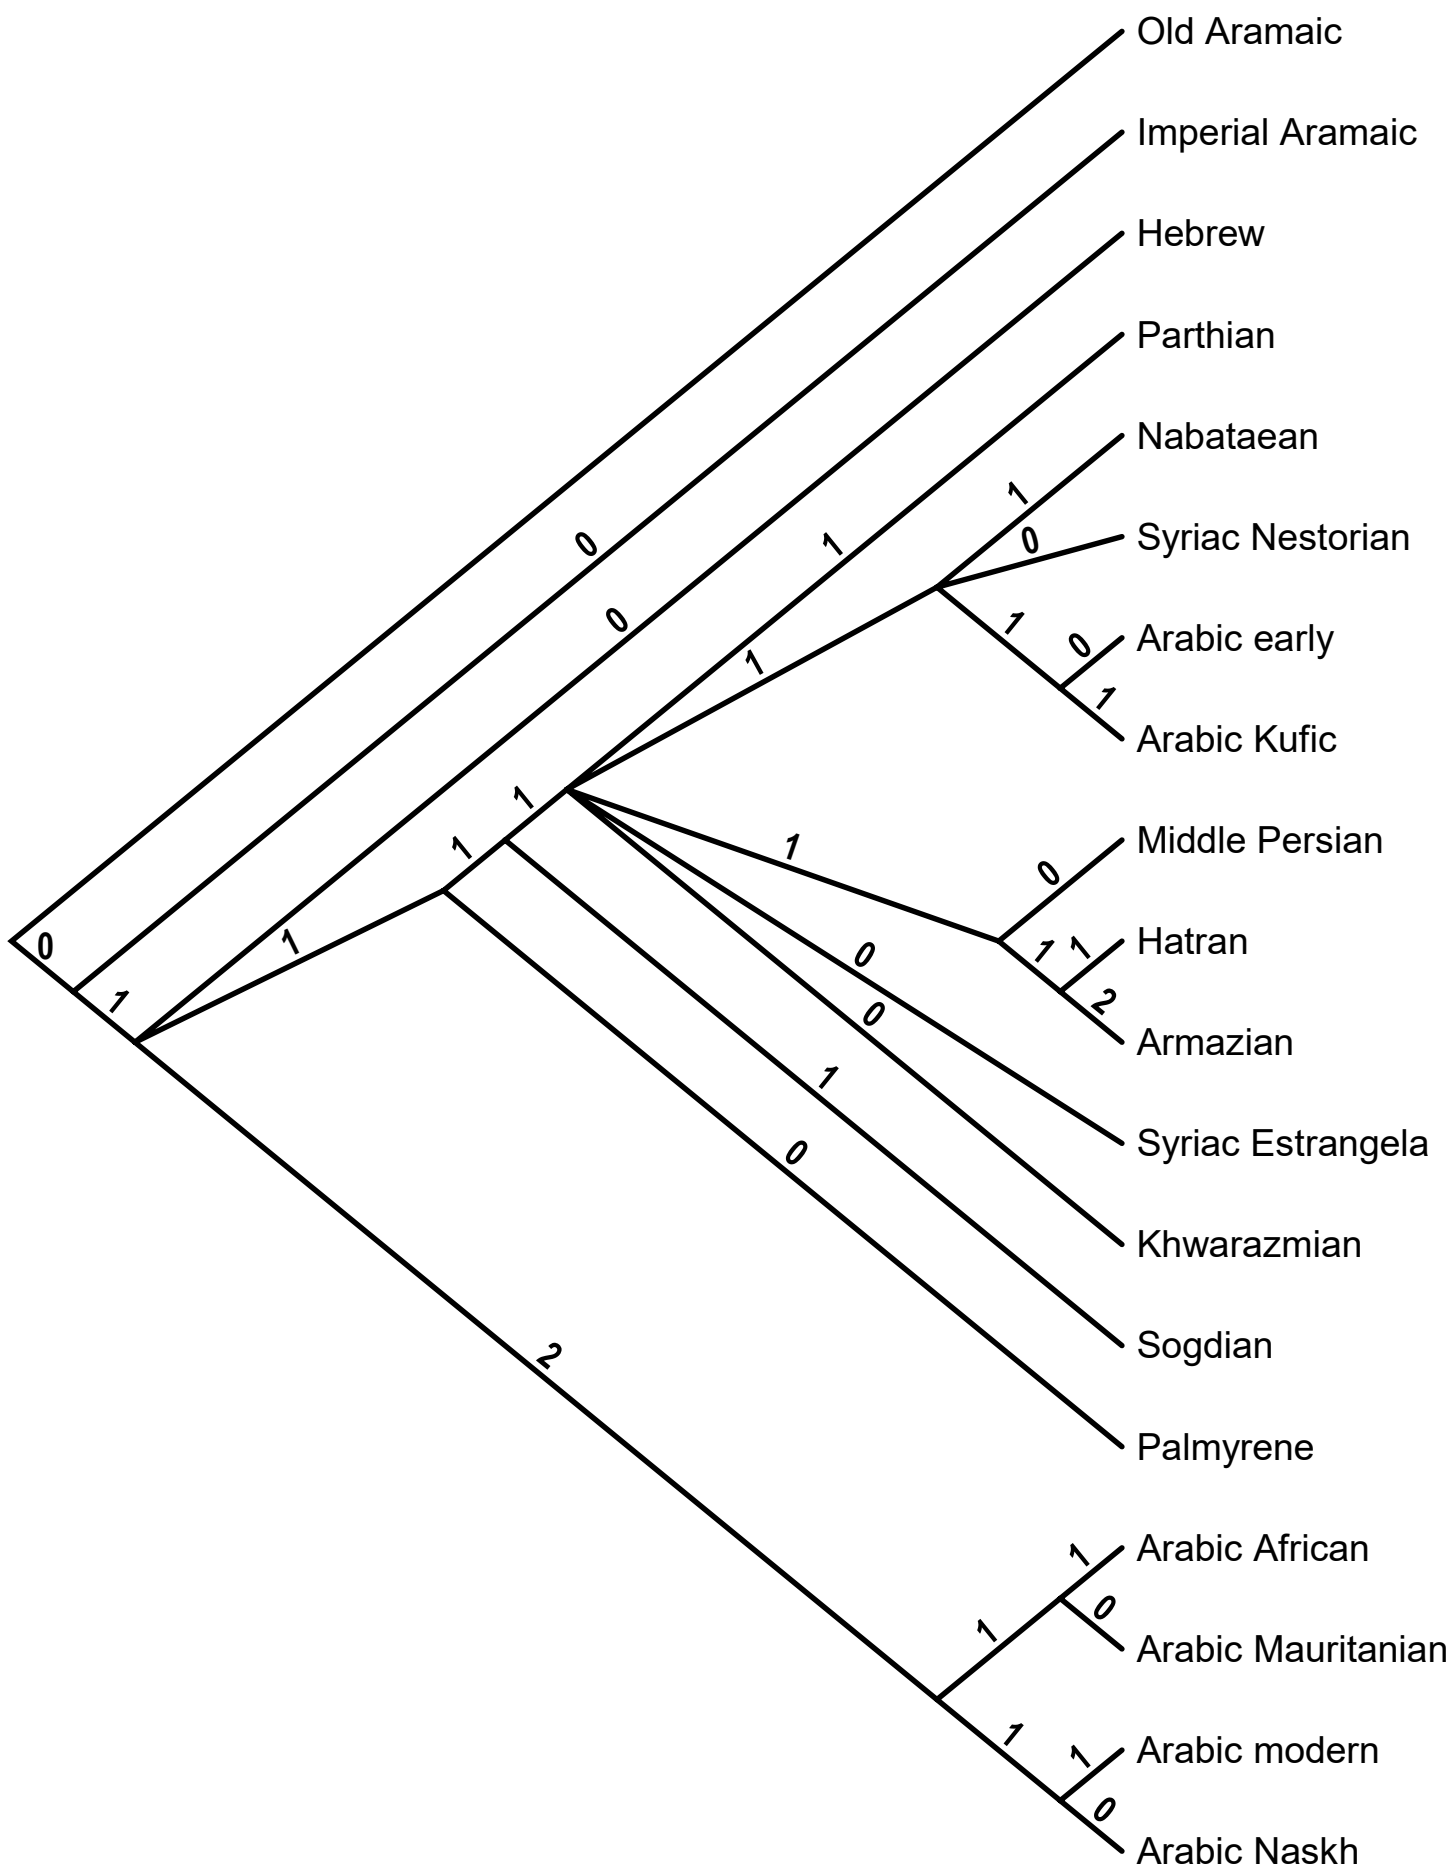 Old Aramaic
Imperial Aramaic
Hebrew
Parthian
Nabataean
1
Syriac Nestorian
0
0
1
0
1
Arabic early
0
1
1
Arabic Kufic
1
1
Middle Persian
1
0
0
1
0
1
1
1
Hatran
0
1
2
0
Armazian
1
Syriac Estrangela
0
Khwarazmian
Sogdian
2
Palmyrene
Arabic African
1
0
1
Arabic Mauritanian
1
1
Arabic modern
0
Arabic Naskh